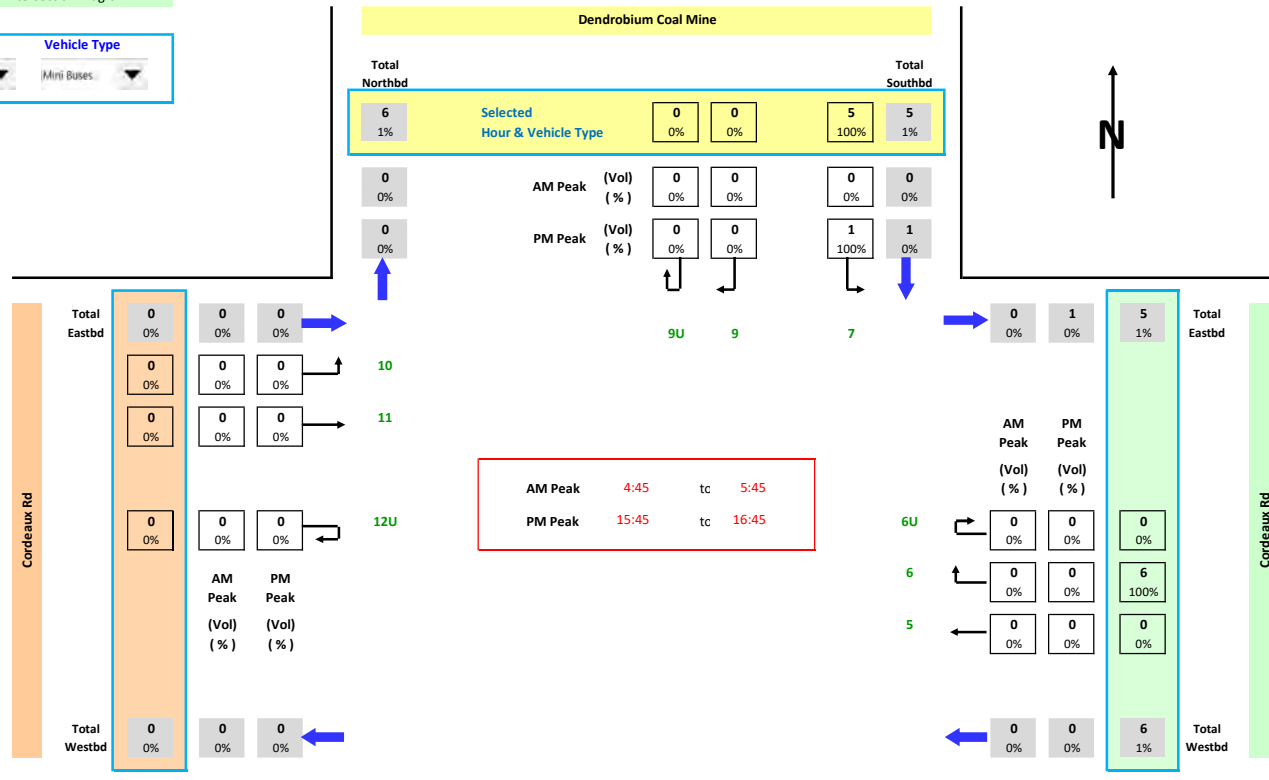 Dendrobium Coal Mine
Vehicle Type
Mini Buses
Total Northbd
Total Southbd
6 Selected 0 0 5 5
1% Hour & Vehicle Type 0% 0% 100% 1%
0 AM Peak (Vol) 0 0 0 0
0% ( % ) 0% 0% 0% 0%
0 PM Peak (Vol) 0 0 1 1
0% ( % ) 0% 0% 100% 0%
N
Total 0 0 0
Eastbd 0% 0% 0%
9U 9 7
0 1 5 Total
0% 0% 1% Eastbd
0 0 0 10
0% 0% 0%
0 0 0 11
0% 0% 0%
AM PM
Peak Peak
(Vol) (Vol)
( % ) ( % )
AM Peak 4:45 to 5:45
PM Peak 15:45 to 16:45
Cordeaux Rd
0 0 0 12U
0% 0% 0%
6U 0 0 0
0% 0% 0%
Cordeaux Rd
AM PM
Peak Peak
(Vol) (Vol)
( % ) ( % )
6 0 0 6
0% 0% 100%
5 0 0 0
0% 0% 0%
Total 0 0 0
Westbd 0% 0% 0%
0 0 6 Total
0% 0% 1% Westbd